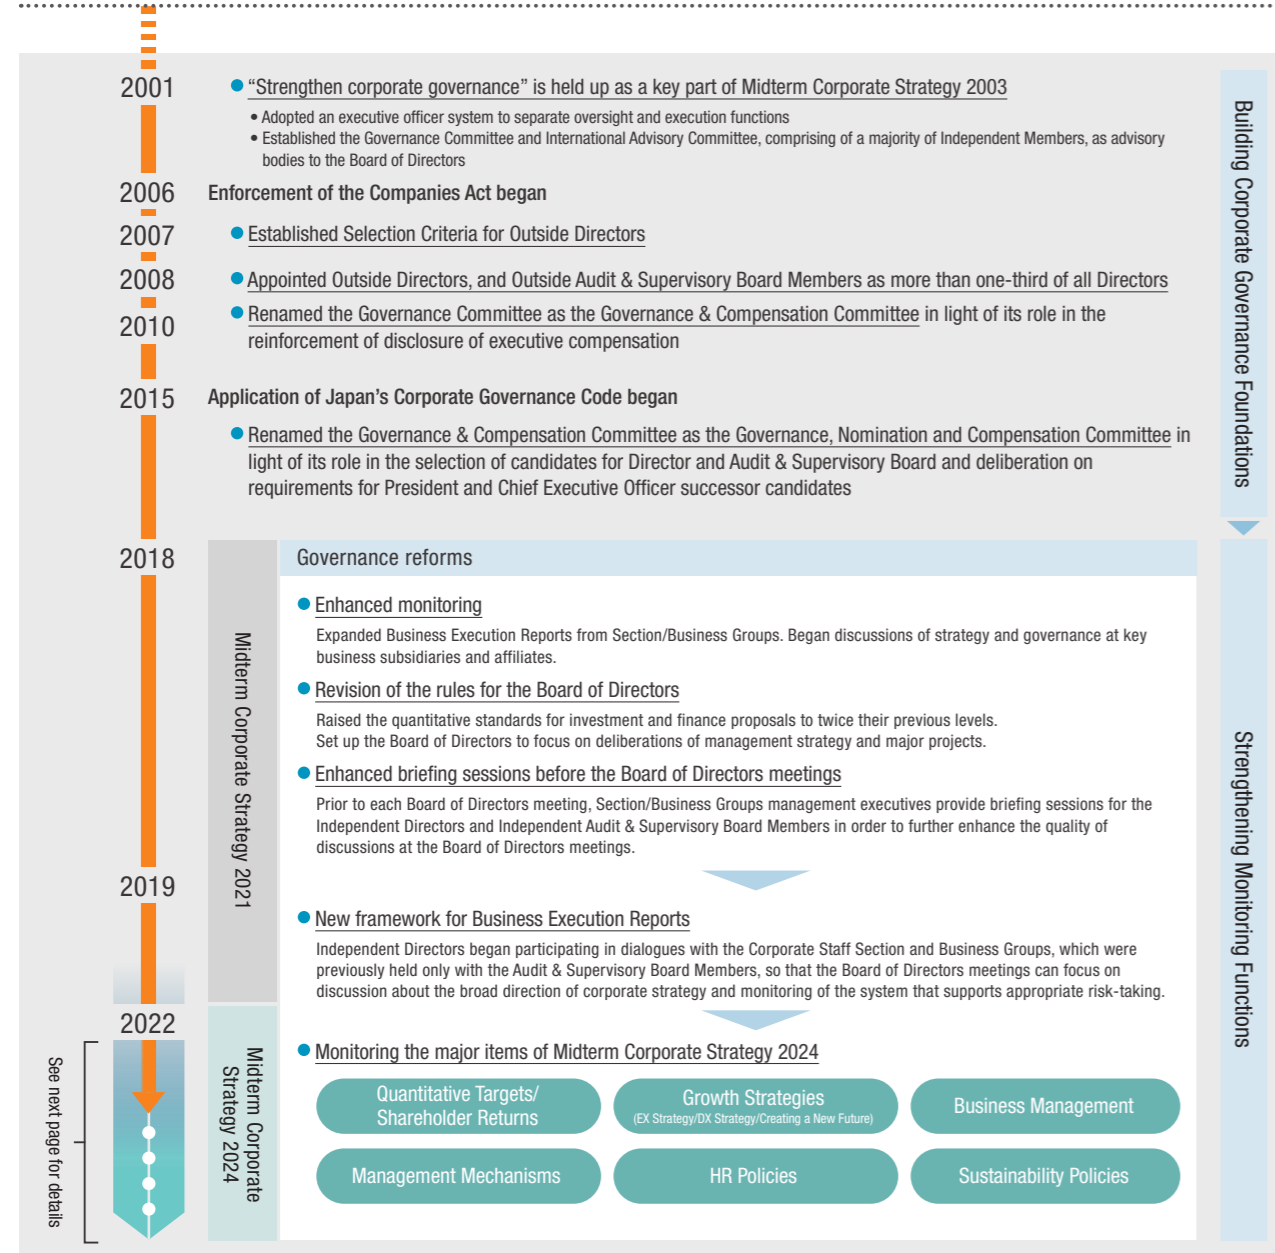 2001
“Strengthen corporate governance” is held up as a key part of Midterm Corporate Strategy 2003
• Adopted an executive officer system to separate oversight and execution functions
• Established the Governance Committee and International Advisory Committee, comprising of a majority of Independent Members, as advisory
bodies to the Board of Directors
2006
Enforcement of the Companies Act began
2007
Established Selection Criteria for Outside Directors
2008
Appointed Outside Directors, and Outside Audit & Supervisory Board Members as more than one-third of all Directors
2010
Renamed the Governance Committee as the Governance & Compensation Committee in light of its role in the
reinforcement of disclosure of executive compensation
2015
Application of Japan’s Corporate Governance Code began
Renamed the Governance & Compensation Committee as the Governance, Nomination and Compensation Committee in
light of its role in the selection of candidates for Director and Audit & Supervisory Board and deliberation on
requirements for President and Chief Executive Officer successor candidates
Building Corporate Governance Foundations
2018
Midterm Corporate Strategy 2021
Governance reforms
Enhanced monitoring
Expanded Business Execution Reports from Section/Business Groups. Began discussions of strategy and governance at key
business subsidiaries and affiliates.
Revision of the rules for the Board of Directors
Raised the quantitative standards for investment and finance proposals to twice their previous levels.
Set up the Board of Directors to focus on deliberations of management strategy and major projects.
Enhanced briefing sessions before the Board of Directors meetings
Prior to each Board of Directors meeting, Section/Business Groups management executives provide briefing sessions for the
Independent Directors and Independent Audit & Supervisory Board Members in order to further enhance the quality of
discussions at the Board of Directors meetings.
2019
New framework for Business Execution Reports
Independent Directors began participating in dialogues with the Corporate Staff Section and Business Groups, which were
previously held only with the Audit & Supervisory Board Members, so that the Board of Directors meetings can focus on
discussion about the broad direction of corporate strategy and monitoring of the system that supports appropriate risk-taking.
2022
See next page for details
Midterm Corporate
Strategy 2024
Monitoring the major items of Midterm Corporate Strategy 2024
Quantitative Targets/
Shareholder Returns
Growth Strategies
(EX Strategy/DX Strategy/Creating a New Future)
Business Management
Management Mechanisms
HR Policies
Sustainability Policies
Strengthening Monitoring Functions